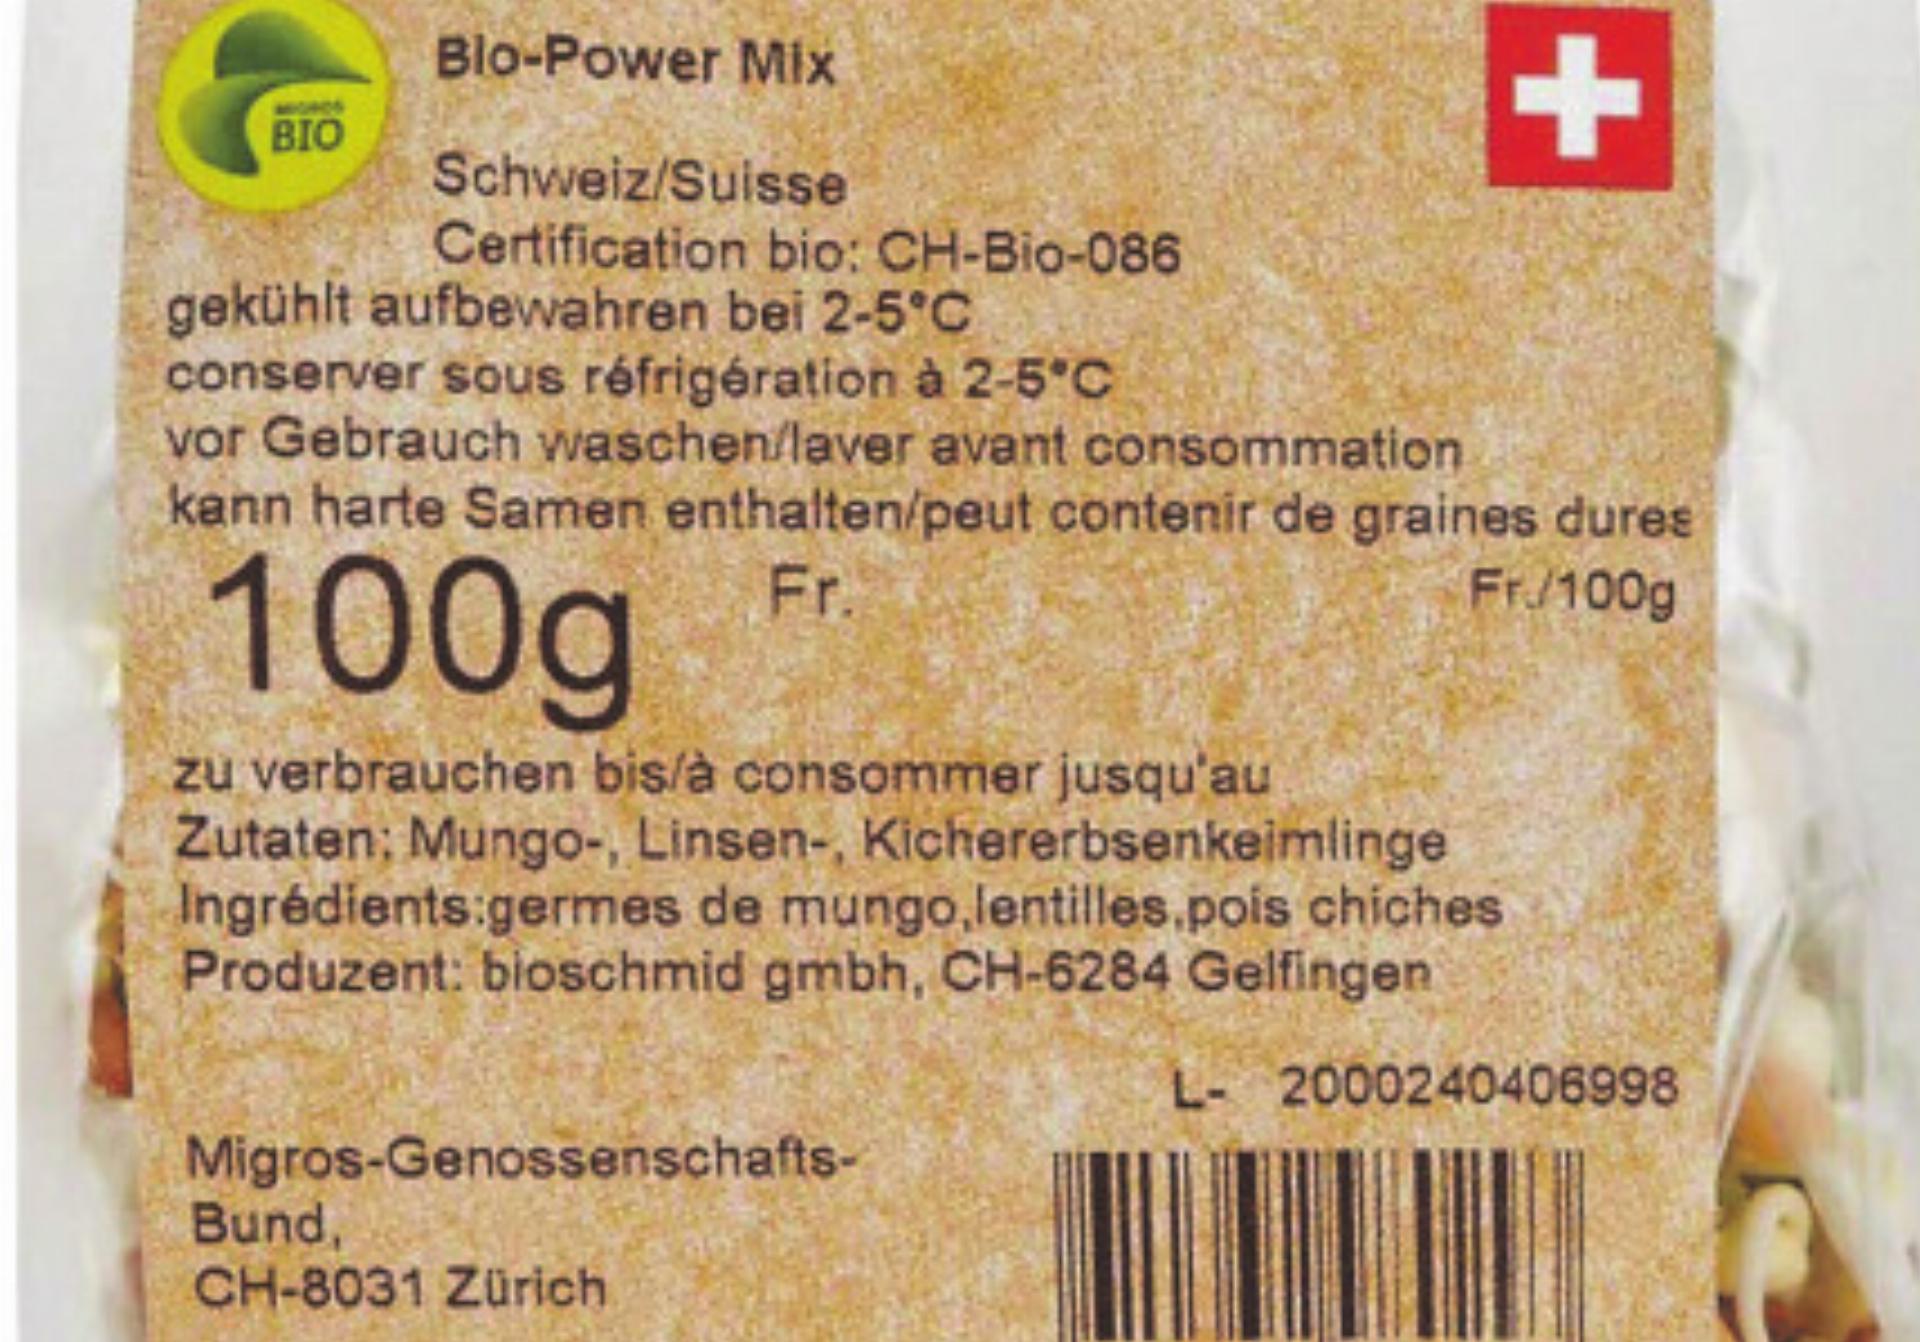 MIGROS
BIO
Bio-Power Mix
Schweiz/Suisse
Certification bio: CH-Bio-086
gekühlt aufbewahren bei 2-5°C
conserver sous réfrigération à 2-5°C
vor Gebrauch waschen/laver avant consommation
kann harte Samen enthalten/peut contenir de graines dures
100g Fr. Fr./100g
zu verbrauchen bis/à consommer jusqu'au
Zutaten: Mungo-, Linsen-, Kichererbsenkeimlinge
Ingrédients:germes de mungo,lentilles,pois chiches
Produzent: bioschmid gmbh, CH-6284 Gelfingen
L- 2000240406998
Migros-Genossenschafts-
Bund,
CH-8031 Zürich